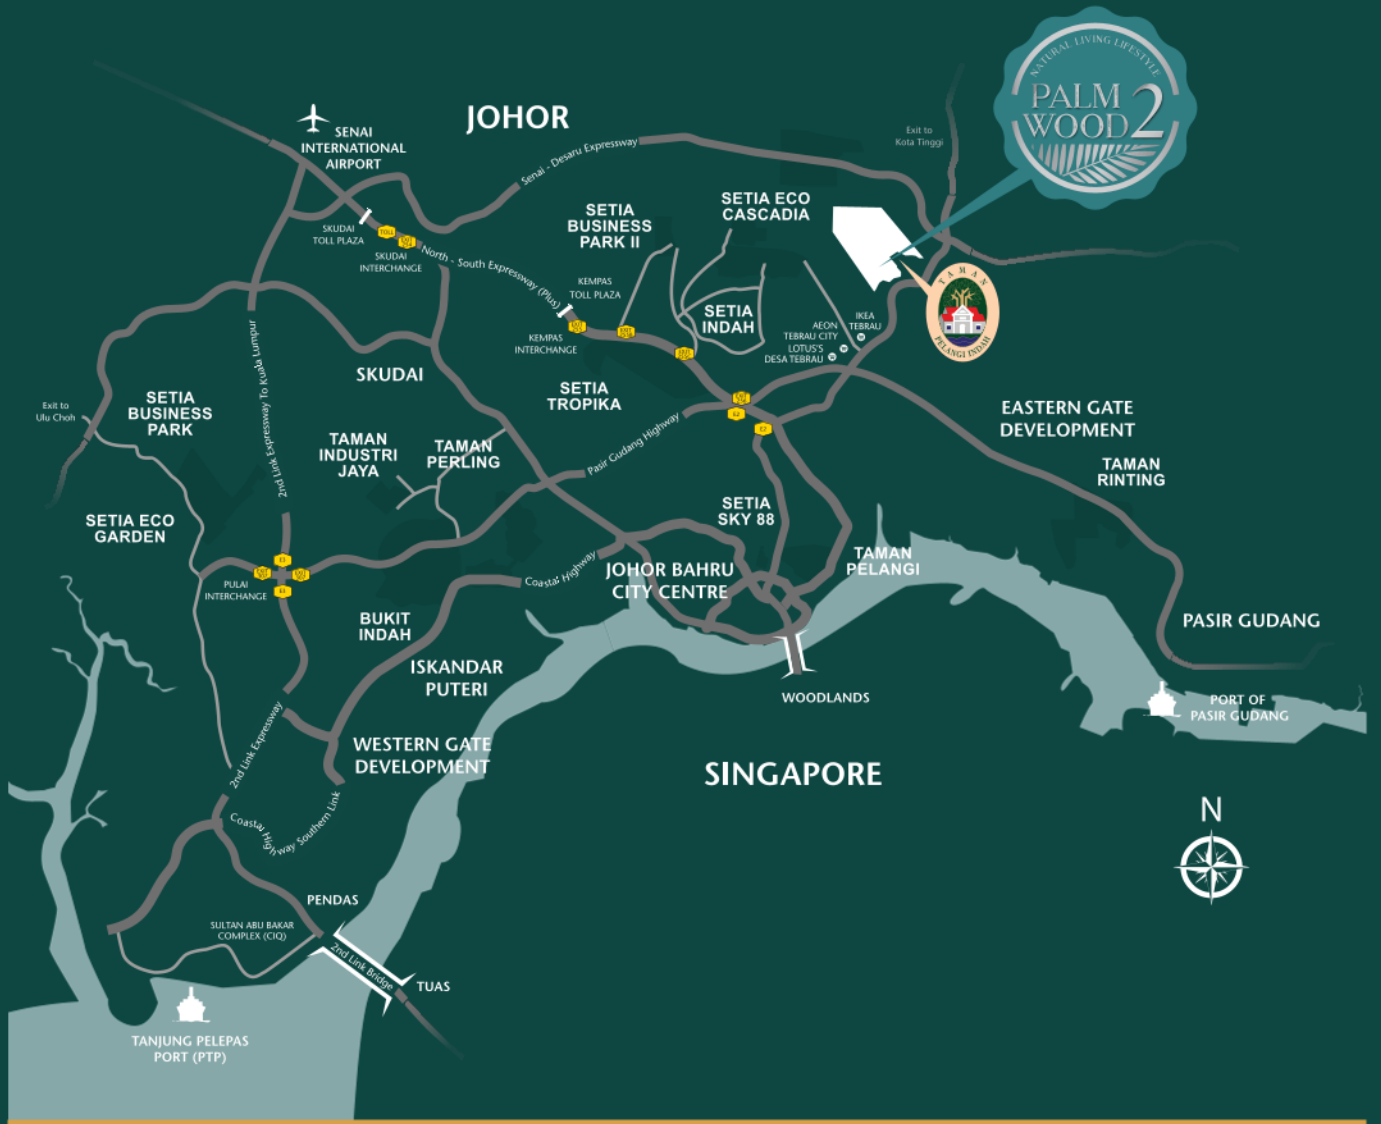 NATURAL LIVING LIFESTYLE
PALM
WOOD 2
JOHOR
SENAI
INTERNATIONAL
AIRPORT
Exit to
Kota Tinggi
Senai - Desaru Expressway
SETIA ECO
CASCADIA
SETIA
BUSINESS
PARK II
SKUDAI
TOLL PLAZA
TOLL
SKUDAI
INTERCHANGE
North - South Expressway (Plus)
KEMPAS
TOLL PLAZA
KEMPAS
INTERCHANGE
SETIA
INDAH
IKEA
TEBRAU
AEON
TEBRAU CITY
LOTUS'S
DESA TEBRAU
TAMAN
PELANGI INDAH
2nd Link Expressway To Kuala Lumpur
SKUDAI
SETIA
TROPIKA
E2
E2
Exit to
Ulu Choh
SETIA
BUSINESS
PARK
TAMAN
INDUSTRI
JAYA
TAMAN
PERLING
Pasir Gudang Highway
EASTERN GATE
DEVELOPMENT
TAMAN
RINTING
SETIA ECO
GARDEN
SETIA
SKY 88
E3
E3
PULAI
INTERCHANGE
Coastal Highway
JOHOR BAHRU
CITY CENTRE
TAMAN
PELANGI
BUKIT
INDAH
PASIR GUDANG
ISKANDAR
PUTERI
WOODLANDS
PORT OF
PASIR GUDANG
2nd Link Expressway
WESTERN GATE
DEVELOPMENT
SINGAPORE
Coastal Highway Southern Link
N
PENDAS
SULTAN ABU BAKAR
COMPLEX (CIQ)
2nd Link Bridge
TUAS
TANJUNG PELEPAS
PORT (PTP)